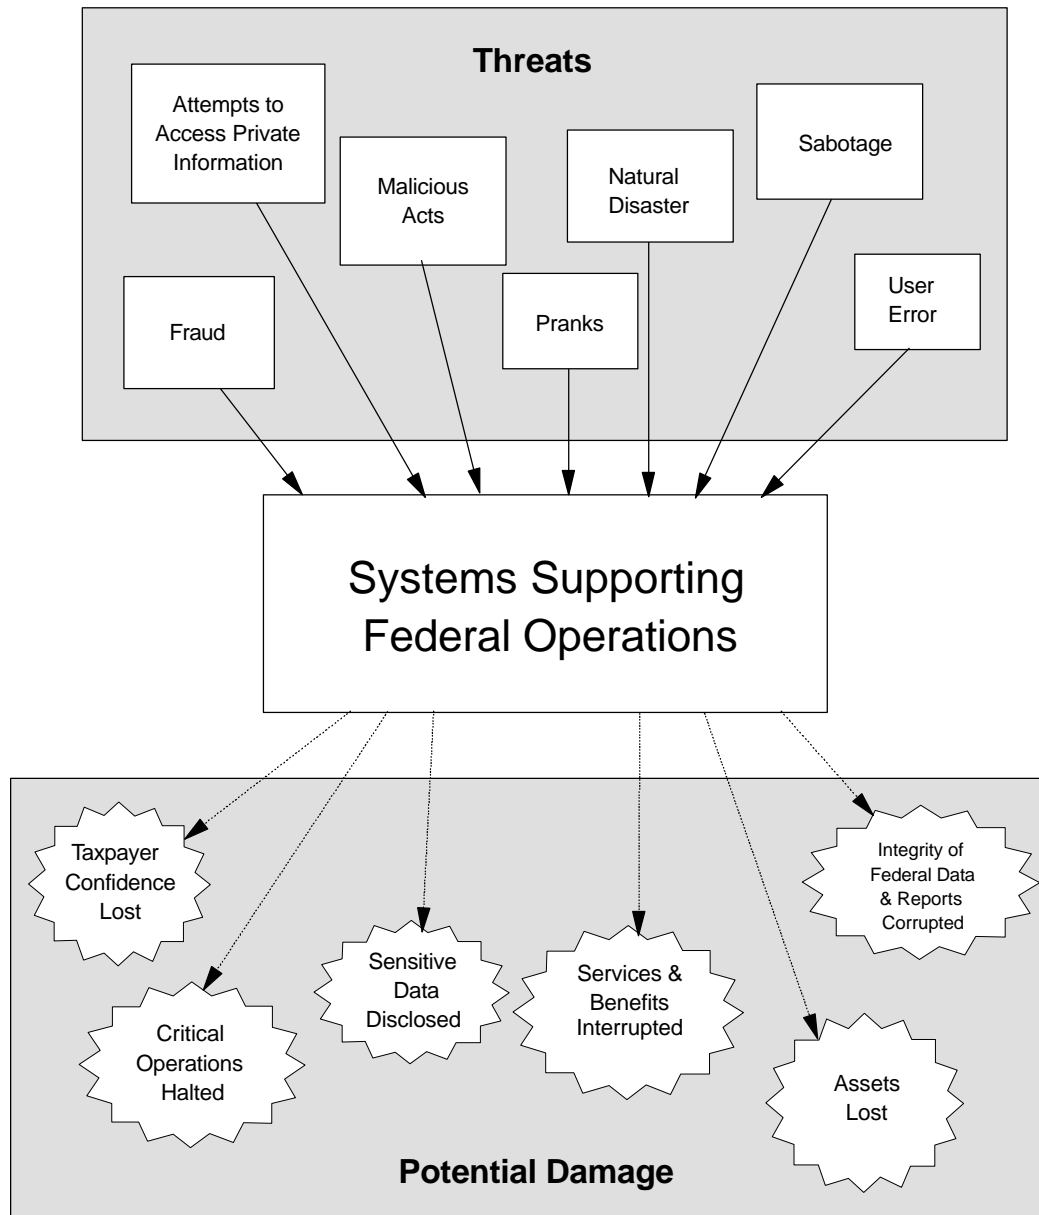 Threats
Attempts to
Access Private
Information
Malicious
Acts
Natural
Disaster
Sabotage
Fraud
Pranks
User
Error
Systems Supporting
Federal Operations
Taxpayer
Confidence
Lost
Critical
Operations
Halted
Sensitive
Data
Disclosed
Services &
Benefits
Interrupted
Assets
Lost
Integrity of
Federal Data
& Reports
Corrupted
Potential Damage